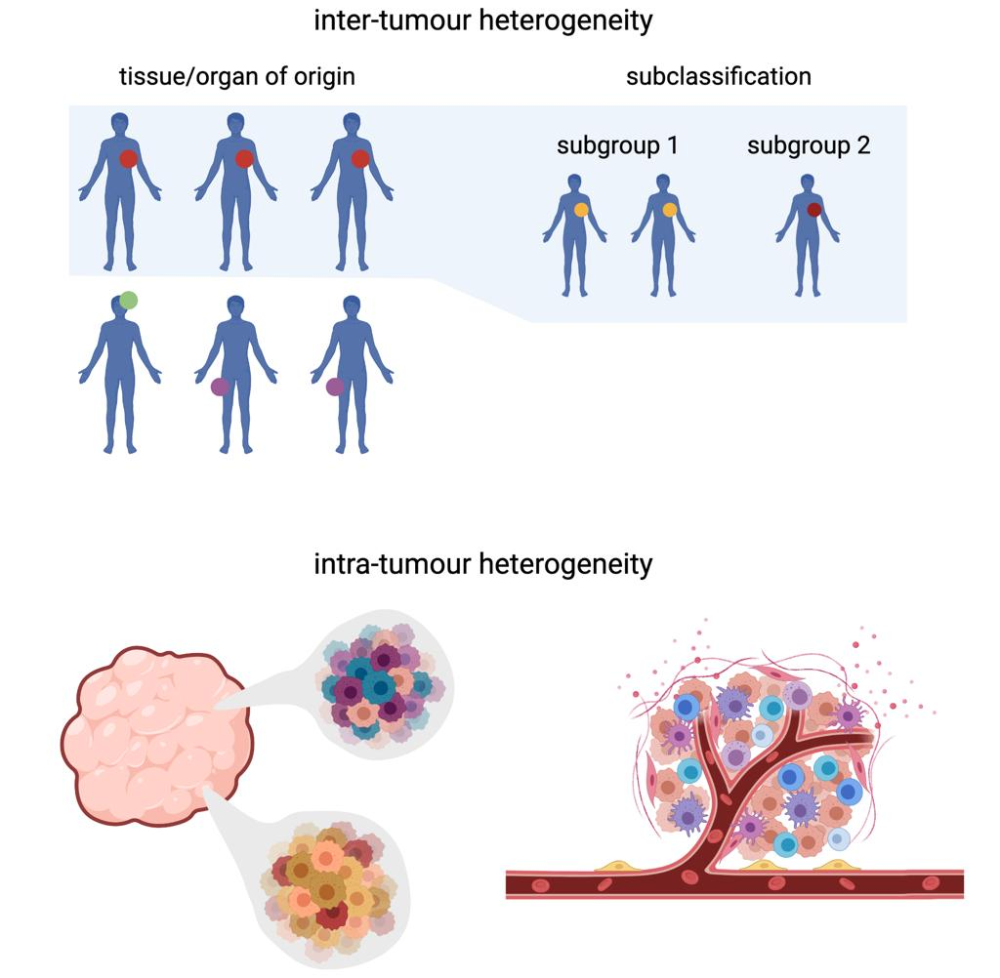 inter-tumour heterogeneity
tissue/organ of origin
subclassification
subgroup 1
subgroup 2
intra-tumour heterogeneity